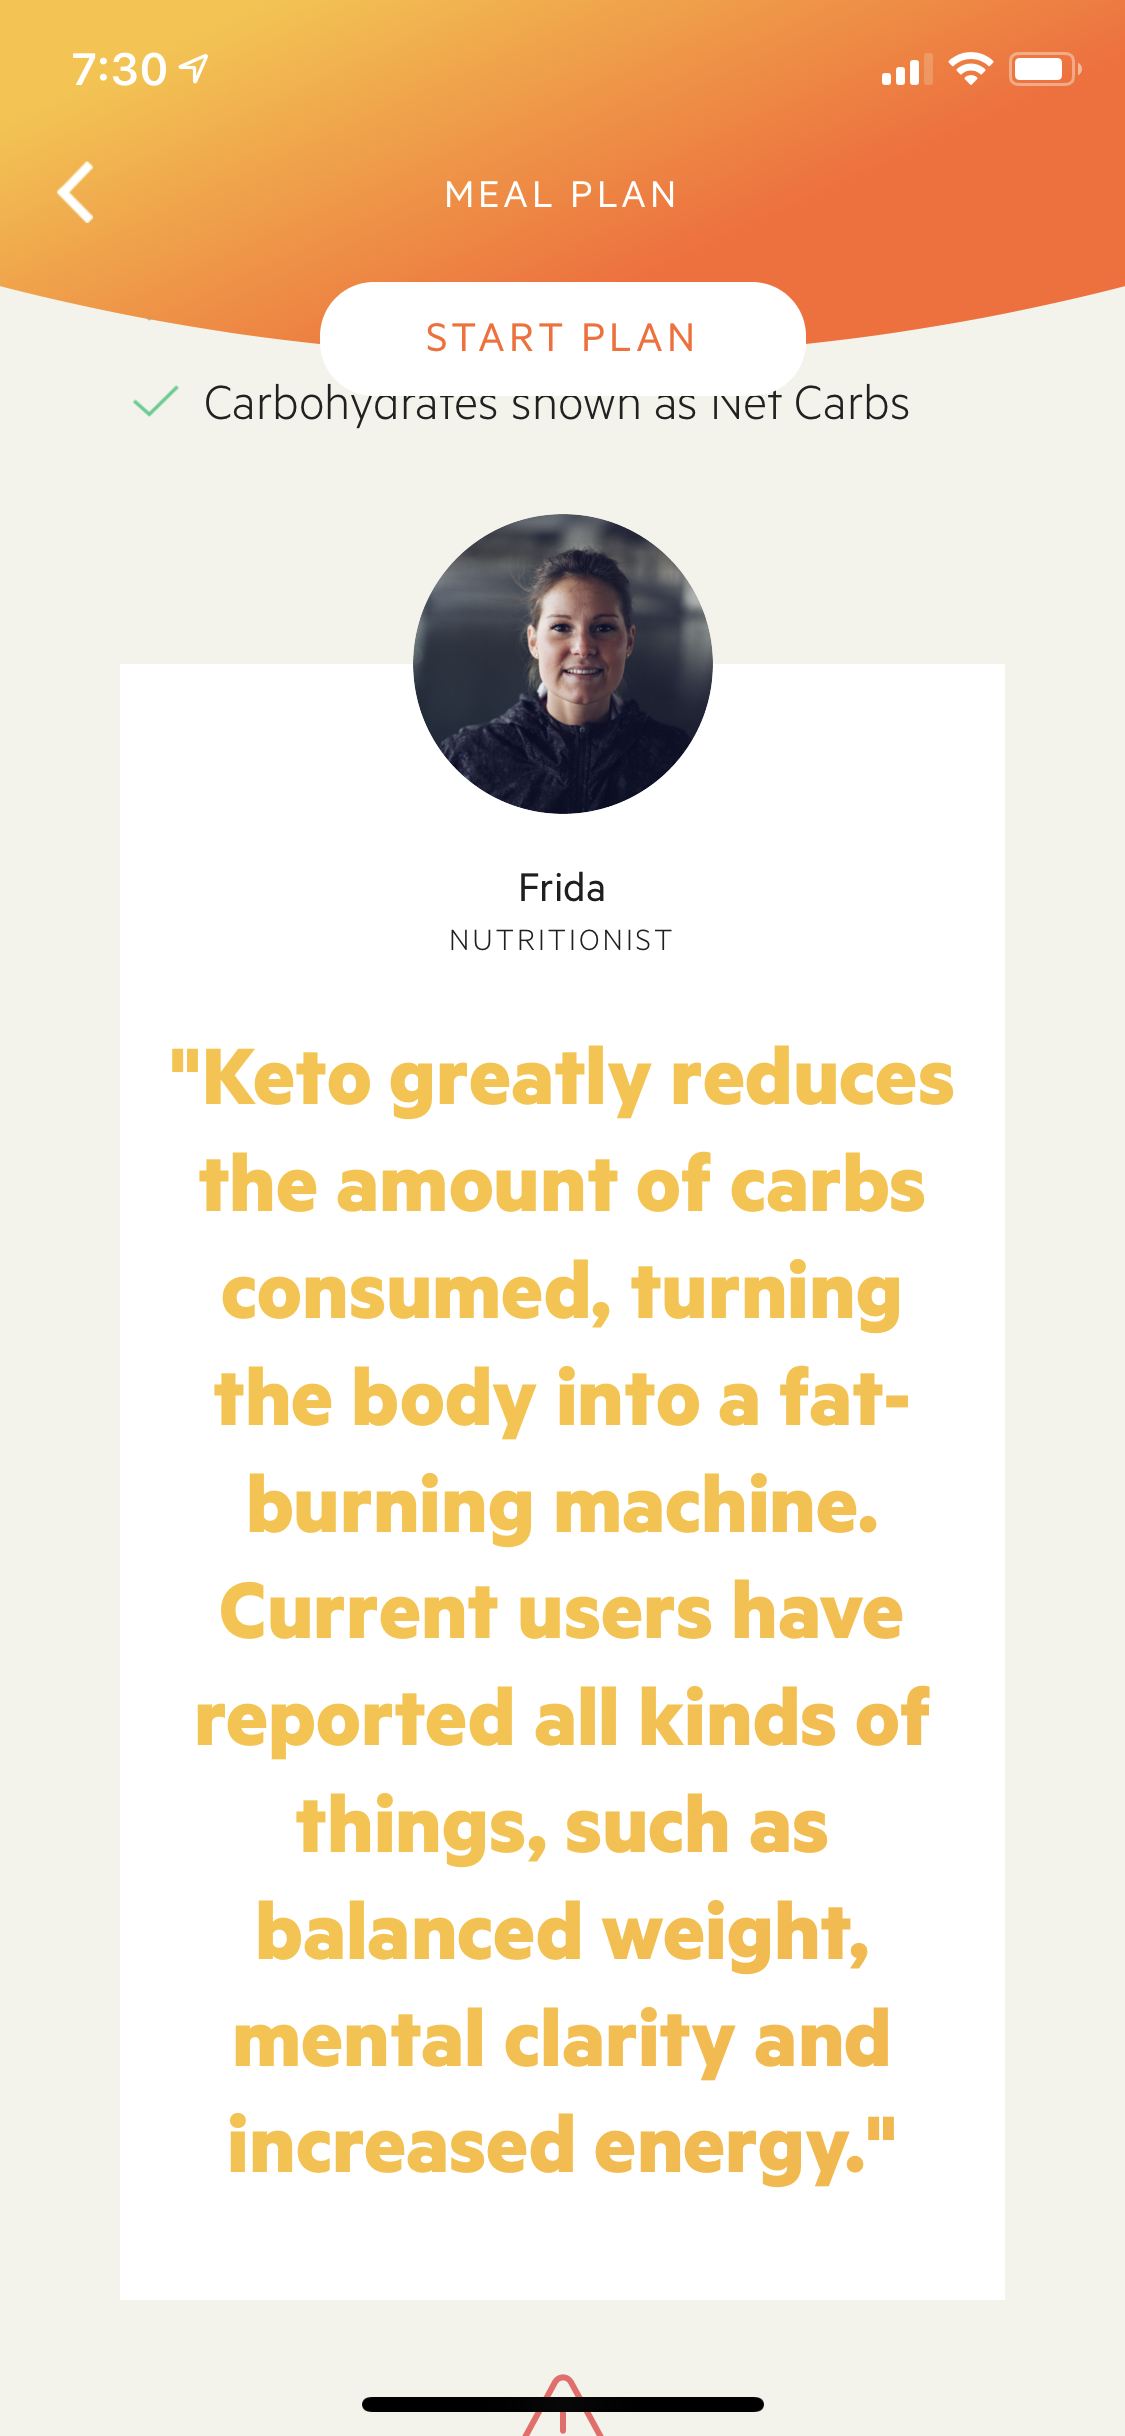 7:30
MEAL PLAN
START PLAN
Carbohydrates shown as Net Carbs
Frida
NUTRITIONIST
"Keto greatly reduces
the amount of carbs
consumed, turning
the body into a fat-
burning machine.
Current users have
reported all kinds of
things, such as
balanced weight,
mental clarity and
increased energy."